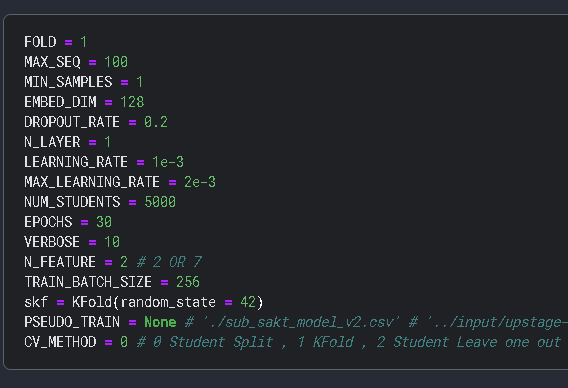 FOLD = 1
MAX_SEQ = 100
MIN_SAMPLES = 1
EMBED_DIM = 128
DROPOUT_RATE = 0.2
N_LAYER = 1
LEARNING_RATE = 1e-3
MAX_LEARNING_RATE = 2e-3
NUM_STUDENTS = 5000
EPOCHS = 30
VERBOSE = 10
N_FEATURE = 2 # 2 OR 7
TRAIN_BATCH_SIZE = 256
skf = KFold(random_state = 42)
PSEUDO_TRAIN = None # './sub_sakt_model_v2.csv' # '../input/upstage-
CV_METHOD = 0 # 0 Student Split , 1 KFold , 2 Student Leave one out